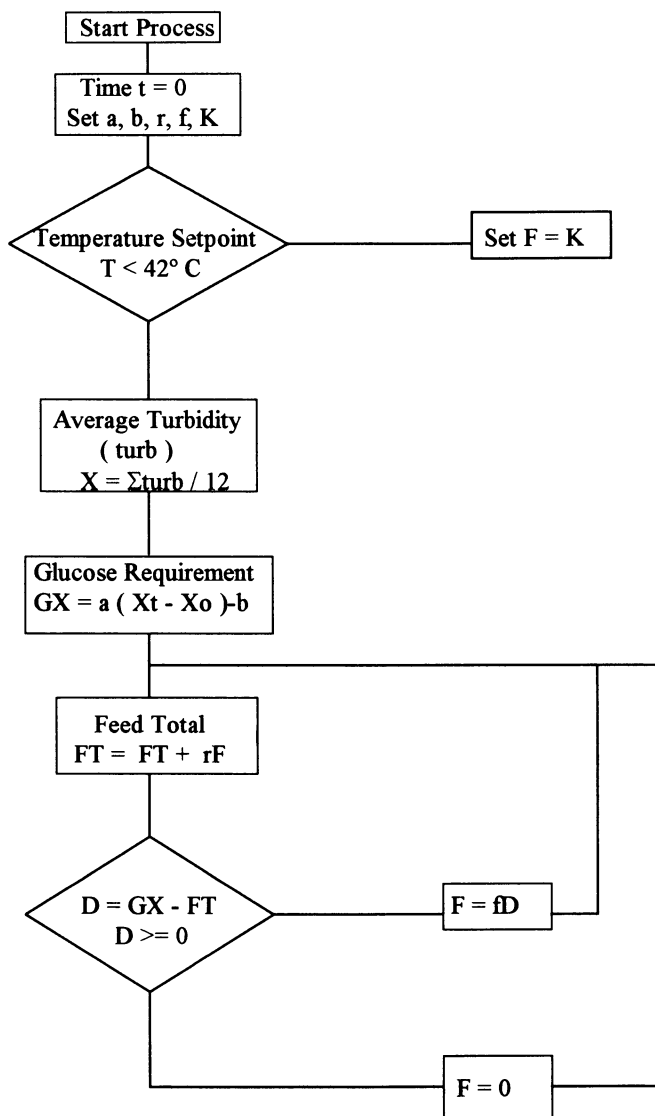 Start Process
Time t = 0
Set a, b, r, f, K
Temperature Setpoint
T < 42° C
Set F = K
Average Turbidity
( turb )
X = Σturb / 12
Glucose Requirement
GX = a ( Xt - Xo )-b
Feed Total
FT = FT + rF
D = GX - FT
D >= 0
F = fD
F = 0